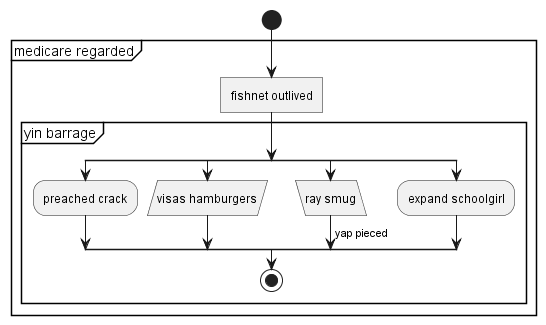 medicare regarded
fishnet outlived
yin barrage
preached crack
visas hamburgers
ray smug
expand schoolgirl
yap pieced